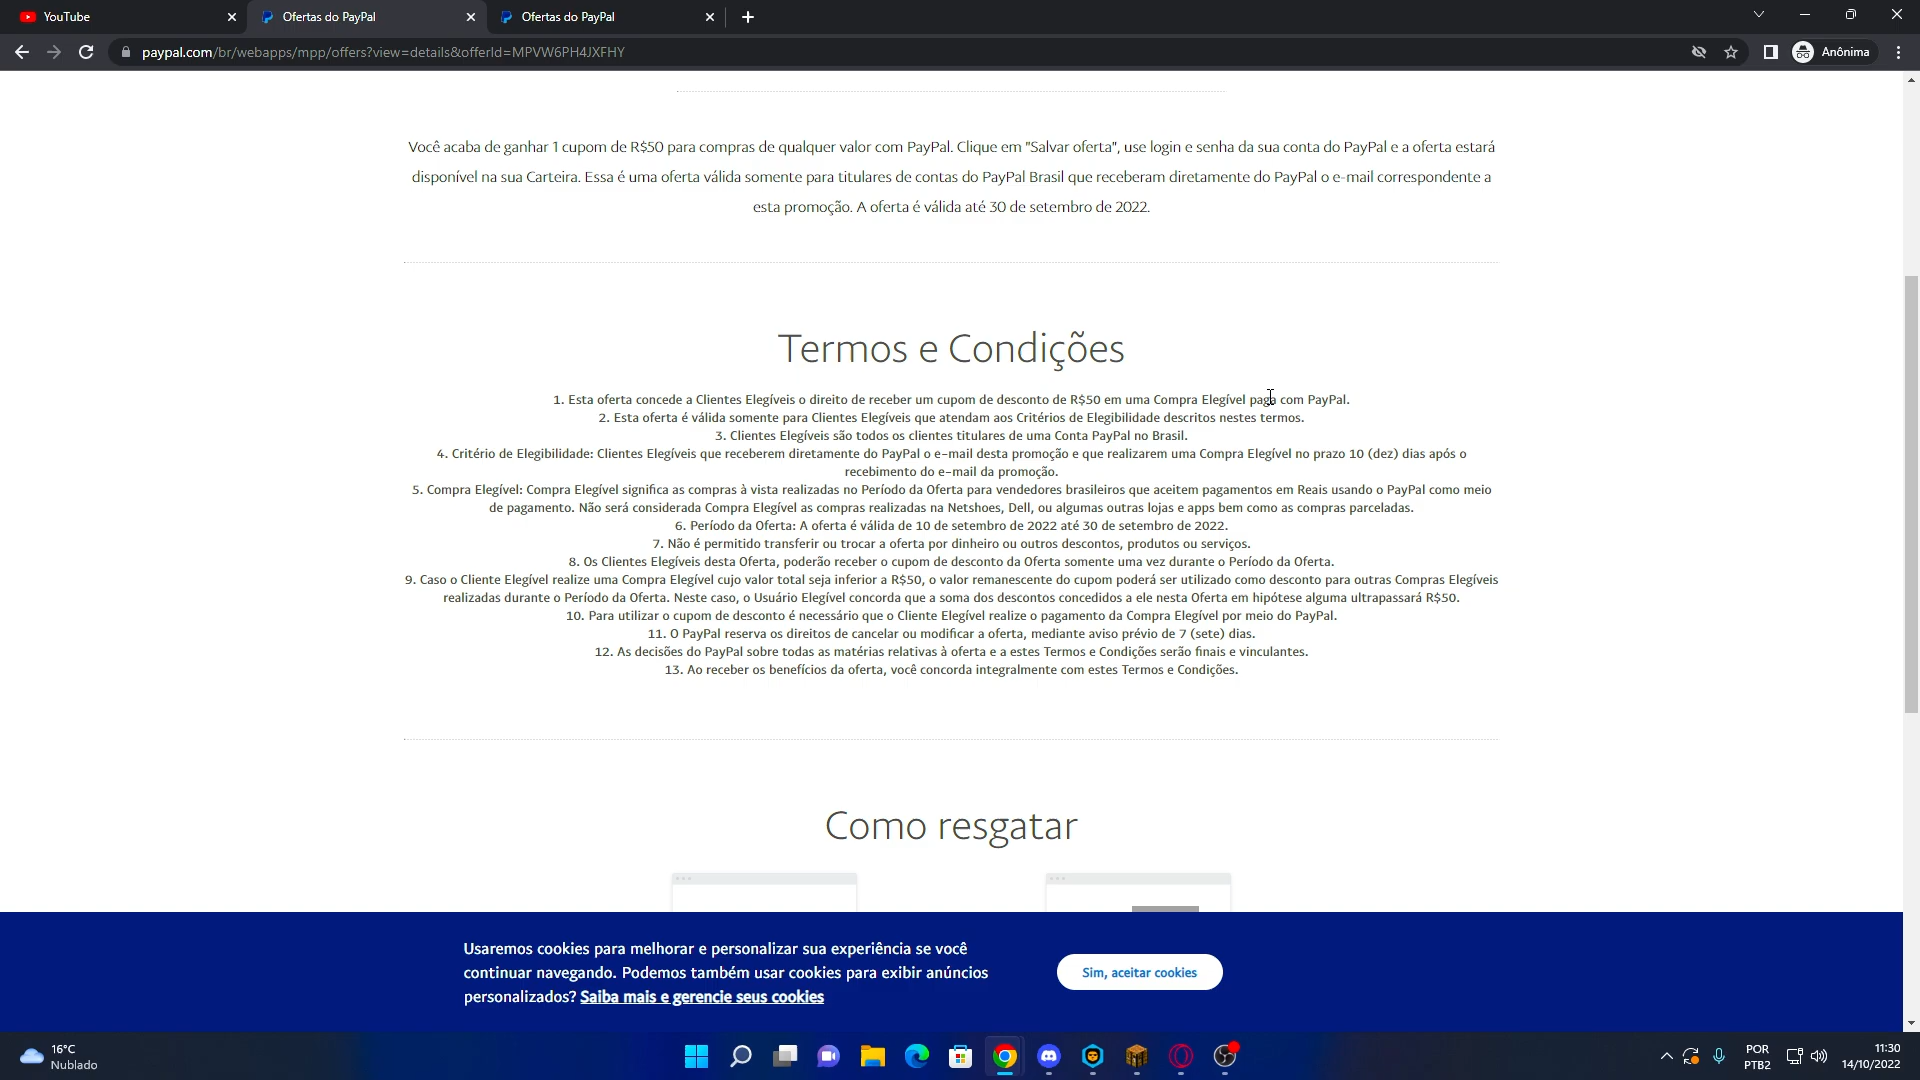 YouTube
Ofertas do PayPal
Ofertas do PayPal
paypal.com/br/webapps/mpp/offers?view=details&offerId=MPVW6PH4JXFHY
Anônima
Você acaba de ganhar 1 cupom de R$50 para compras de qualquer valor com PayPal. Clique em "Salvar oferta", use login e senha da sua conta do PayPal e a oferta estará
disponível na sua Carteira. Essa é uma oferta válida somente para titulares de contas do PayPal Brasil que receberam diretamente do PayPal o e-mail correspondente a
esta promoção. A oferta é válida até 30 de setembro de 2022.
Termos e Condições
1. Esta oferta concede a Clientes Elegíveis o direito de receber um cupom de desconto de R$50 em uma Compra Elegível paga com PayPal.
2. Esta oferta é válida somente para Clientes Elegíveis que atendam aos Critérios de Elegibilidade descritos nestes termos.
3. Clientes Elegíveis são todos os clientes titulares de uma Conta PayPal no Brasil.
4. Critério de Elegibilidade: Clientes Elegíveis que receberem diretamente do PayPal o e-mail desta promoção e que realizarem uma Compra Elegível no prazo 10 (dez) dias após o
recebimento do e-mail da promoção.
5. Compra Elegível: Compra Elegível significa as compras à vista realizadas no Período da Oferta para vendedores brasileiros que aceitem pagamentos em Reais usando o PayPal como meio
de pagamento. Não será considerada Compra Elegível as compras realizadas na Netshoes, Dell, ou algumas outras lojas e apps bem como as compras parceladas.
6. Período da Oferta: A oferta é válida de 10 de setembro de 2022 até 30 de setembro de 2022.
7. Não é permitido transferir ou trocar a oferta por dinheiro ou outros descontos, produtos ou serviços.
8. Os Clientes Elegíveis desta Oferta, poderão receber o cupom de desconto da Oferta somente uma vez durante o Período da Oferta.
9. Caso o Cliente Elegível realize uma Compra Elegível cujo valor total seja inferior a R$50, o valor remanescente do cupom poderá ser utilizado como desconto para outras Compras Elegíveis
realizadas durante o Período da Oferta. Neste caso, o Usuário Elegível concorda que a soma dos descontos concedidos a ele nesta Oferta em hipótese alguma ultrapassará R$50.
10. Para utilizar o cupom de desconto é necessário que o Cliente Elegível realize o pagamento da Compra Elegível por meio do PayPal.
11. O PayPal reserva os direitos de cancelar ou modificar a oferta, mediante aviso prévio de 7 (sete) dias.
12. As decisões do PayPal sobre todas as matérias relativas à oferta e a estes Termos e Condições serão finais e vinculantes.
13. Ao receber os benefícios da oferta, você concorda integralmente com estes Termos e Condições.
Como resgatar
Usaremos cookies para melhorar e personalizar sua experiência se você
continuar navegando. Podemos também usar cookies para exibir anúncios
personalizados? Saiba mais e gerencie seus cookies
Sim, aceitar cookies
16°C
Nublado
POR
PTB2
11:30
14/10/2022